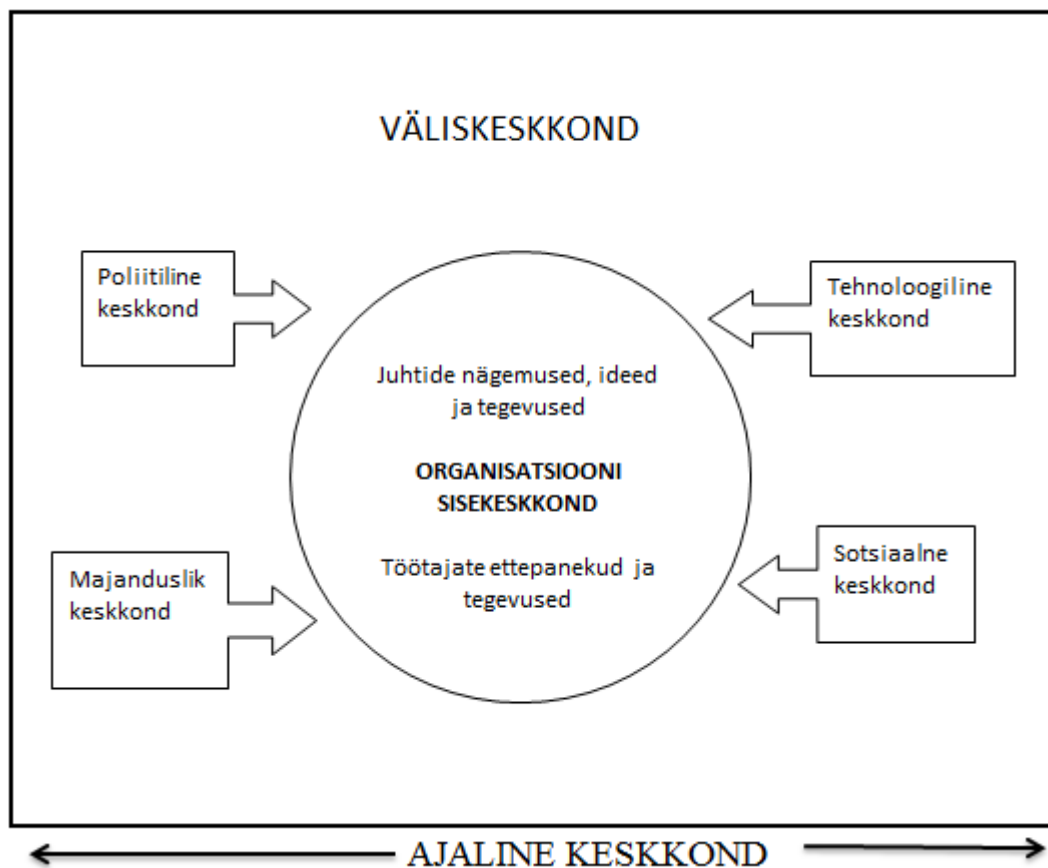 VÄLISKESKKOND
Poliitiline
keskkond
Tehnoloogiline
keskkond
Juhtide nägemused, ideed
ja tegevused
ORGANISATSIOONI
SISEKESKKOND
Töötajate ettepanekud ja
tegevused
Majanduslik
keskkond
Sotsiaalne
keskkond
AJALINE KESKKOND